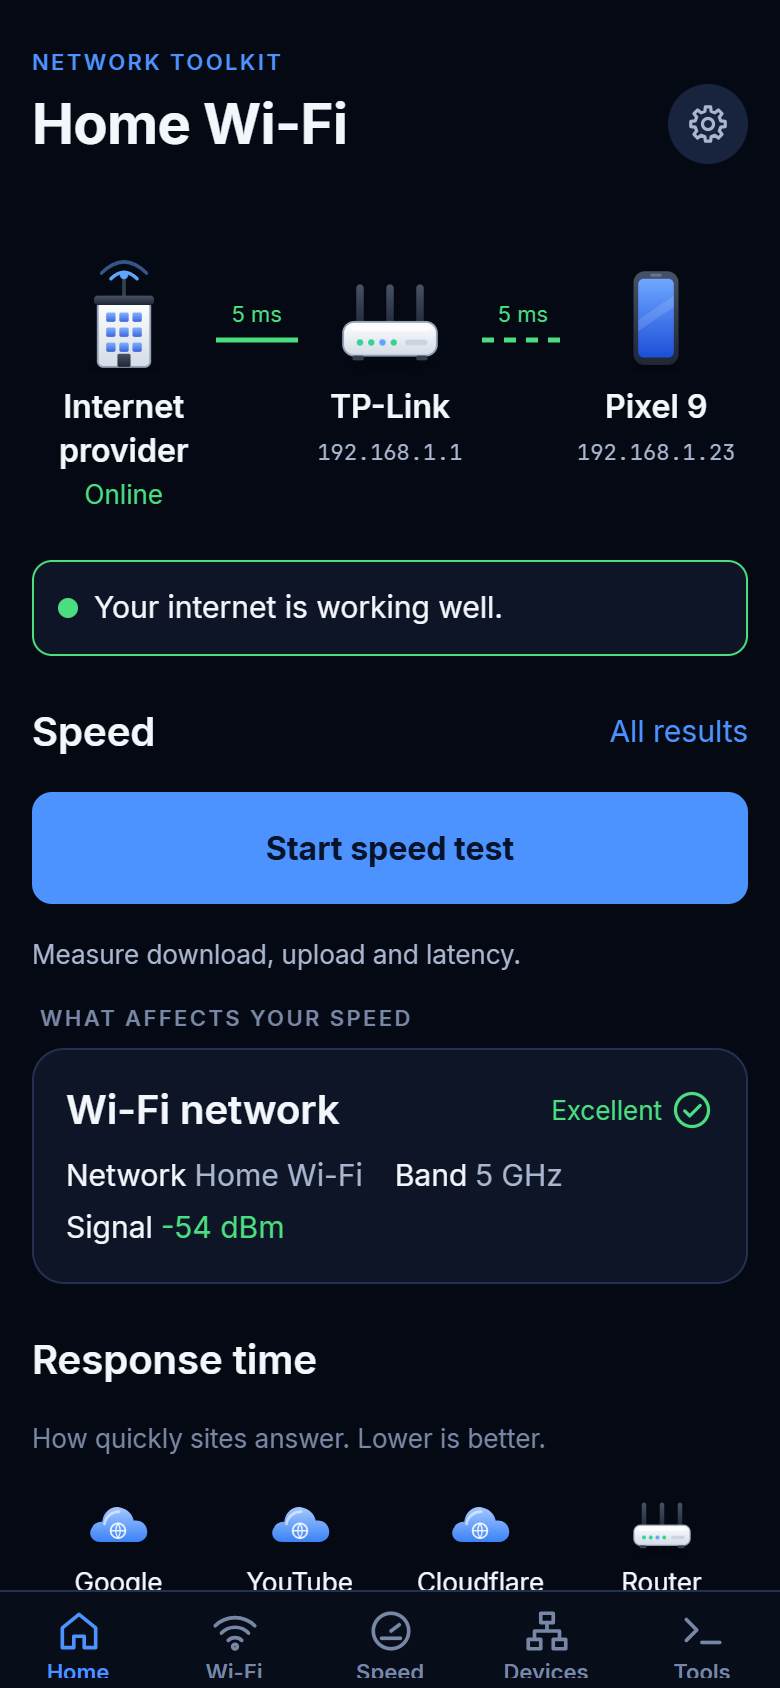 NETWORK TOOLKIT
Home Wi-Fi
5 ms
5 ms
Internet
provider
Online
TP-Link
192.168.1.1
Pixel 9
192.168.1.23
Your internet is working well.
Speed
All results
Start speed test
Measure download, upload and latency.
WHAT AFFECTS YOUR SPEED
Wi-Fi network
Excellent
Network Home Wi-Fi Band 5 GHz
Signal -54 dBm
Response time
How quickly sites answer. Lower is better.
Google
YouTube
Cloudflare
Router
Home
Wi-Fi
Speed
Devices
Tools